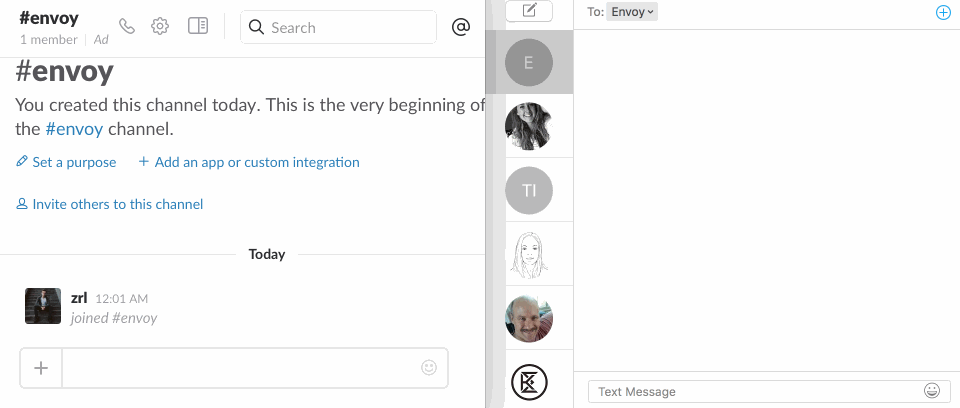 #envoy
1 member | Ad
Search
@
#envoy
You created this channel today. This is the very beginning of
the #envoy channel.
Set a purpose
+ Add an app or custom integration
Invite others to this channel
Today
zrl 12:01 AM
joined #envoy
+
To: Envoy
E
TI
Text Message